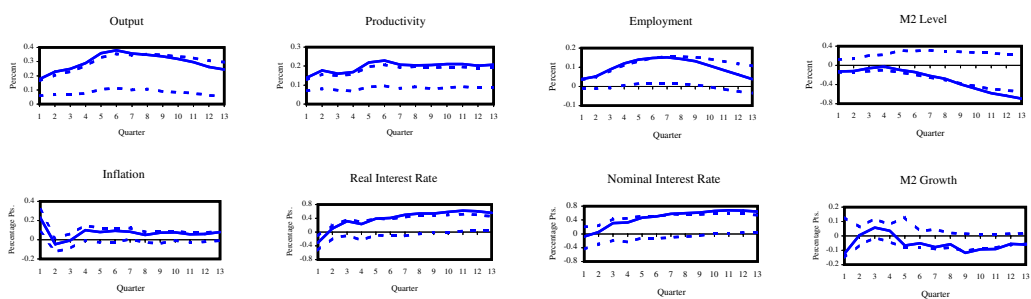 Output
Percent
0.4
0.3
0.2
0.1
0
1 2 3 4 5 6 7 8 9 10 11 12 13
Quarter
Productivity
Percent
0.3
0.2
0.1
0
1 2 3 4 5 6 7 8 9 10 11 12 13
Quarter
Employment
Percent
0.2
0.1
0
-0.1
1 2 3 4 5 6 7 8 9 10 11 12 13
Quarter
M2 Level
Percent
0.4
0
-0.4
-0.8
1 2 3 4 5 6 7 8 9 10 11 12 13
Quarter
Inflation
Percentage Pts.
0.4
0.2
0
-0.2
1 2 3 4 5 6 7 8 9 10 11 12 13
Quarter
Real Interest Rate
Percentage Pts.
0.8
0.4
0
-0.4
-0.8
1 2 3 4 5 6 7 8 9 10 11 12 13
Quarter
Nominal Interest Rate
Percentage Pts.
0.8
0.4
0
-0.4
-0.8
1 2 3 4 5 6 7 8 9 10 11 12 13
Quarter
M2 Growth
Percentage Pts.
0.2
0.1
0
-0.1
-0.2
1 2 3 4 5 6 7 8 9 10 11 12 13
Quarter